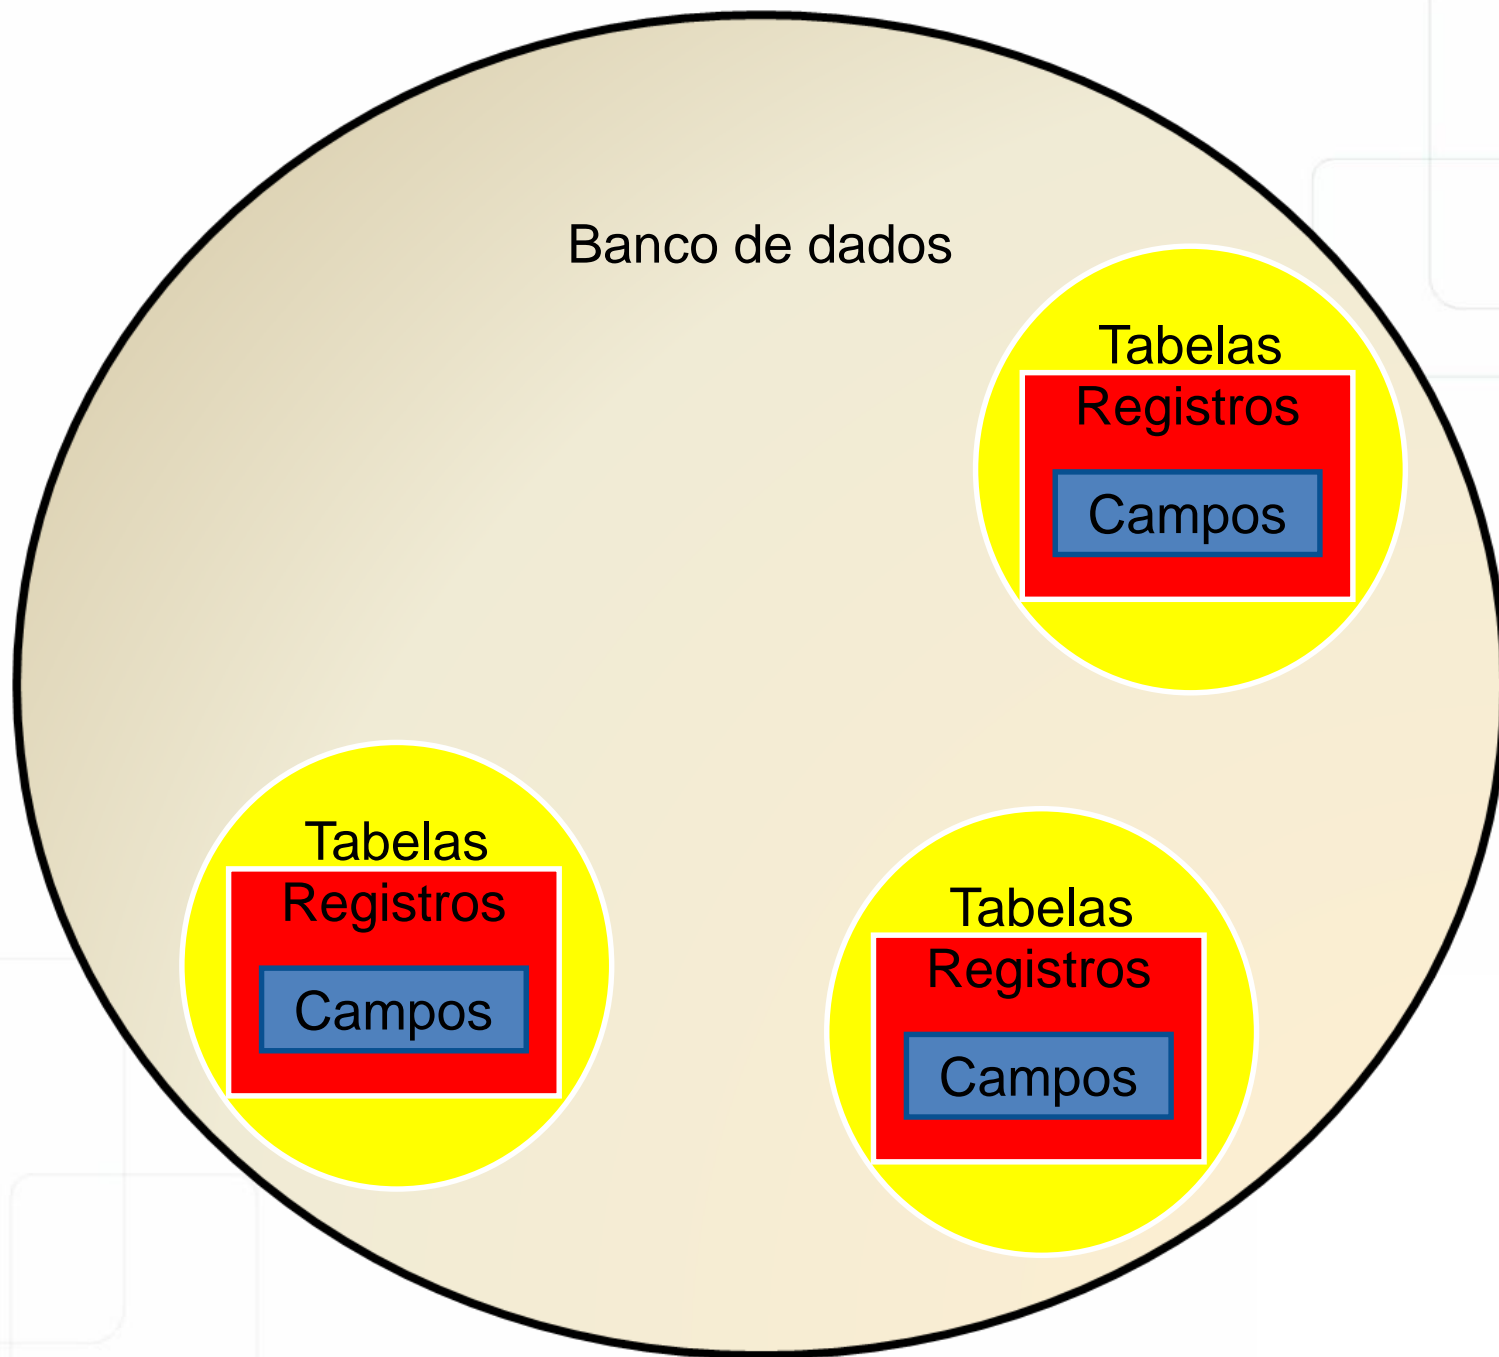 Banco de dados
Tabelas
Registros
Campos
Tabelas
Registros
Campos
Tabelas
Registros
Campos